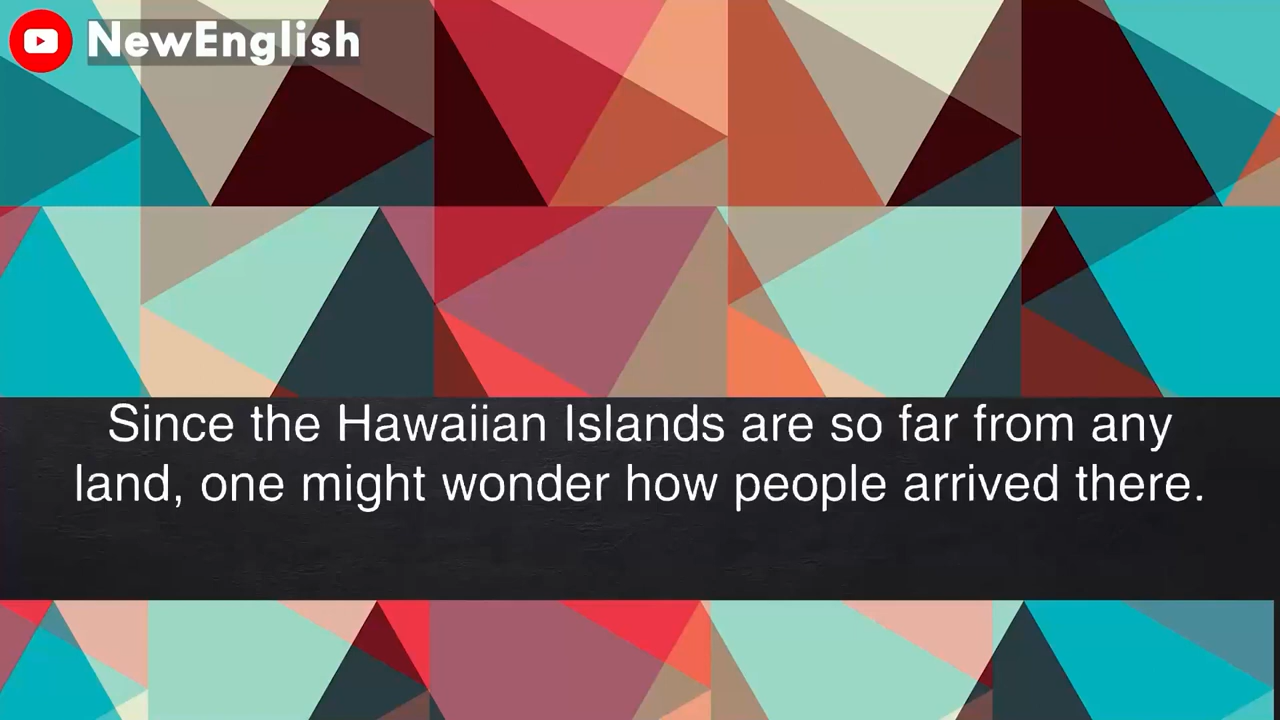 NewEnglish
Since the Hawaiian Islands are so far from any
land, one might wonder how people arrived there.